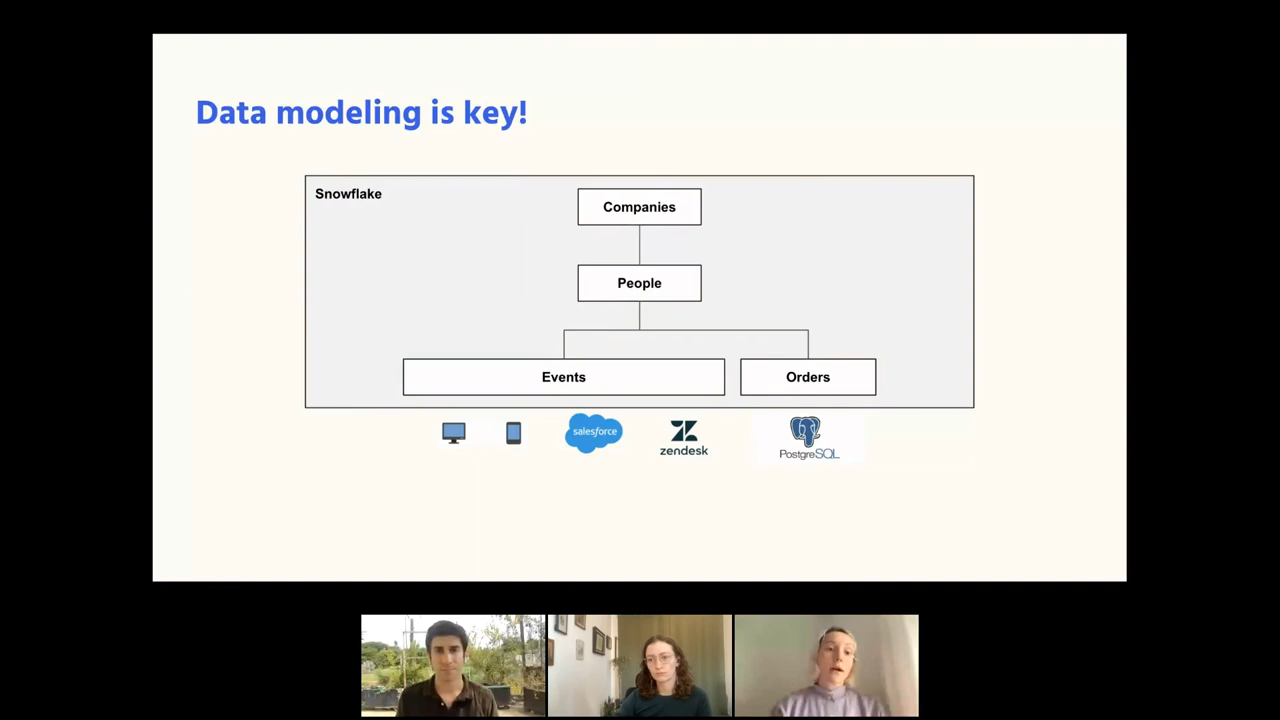 Data modeling is key!
Snowflake
Companies
People
Events
Orders
salesforce
zendesk
PostgreSQL